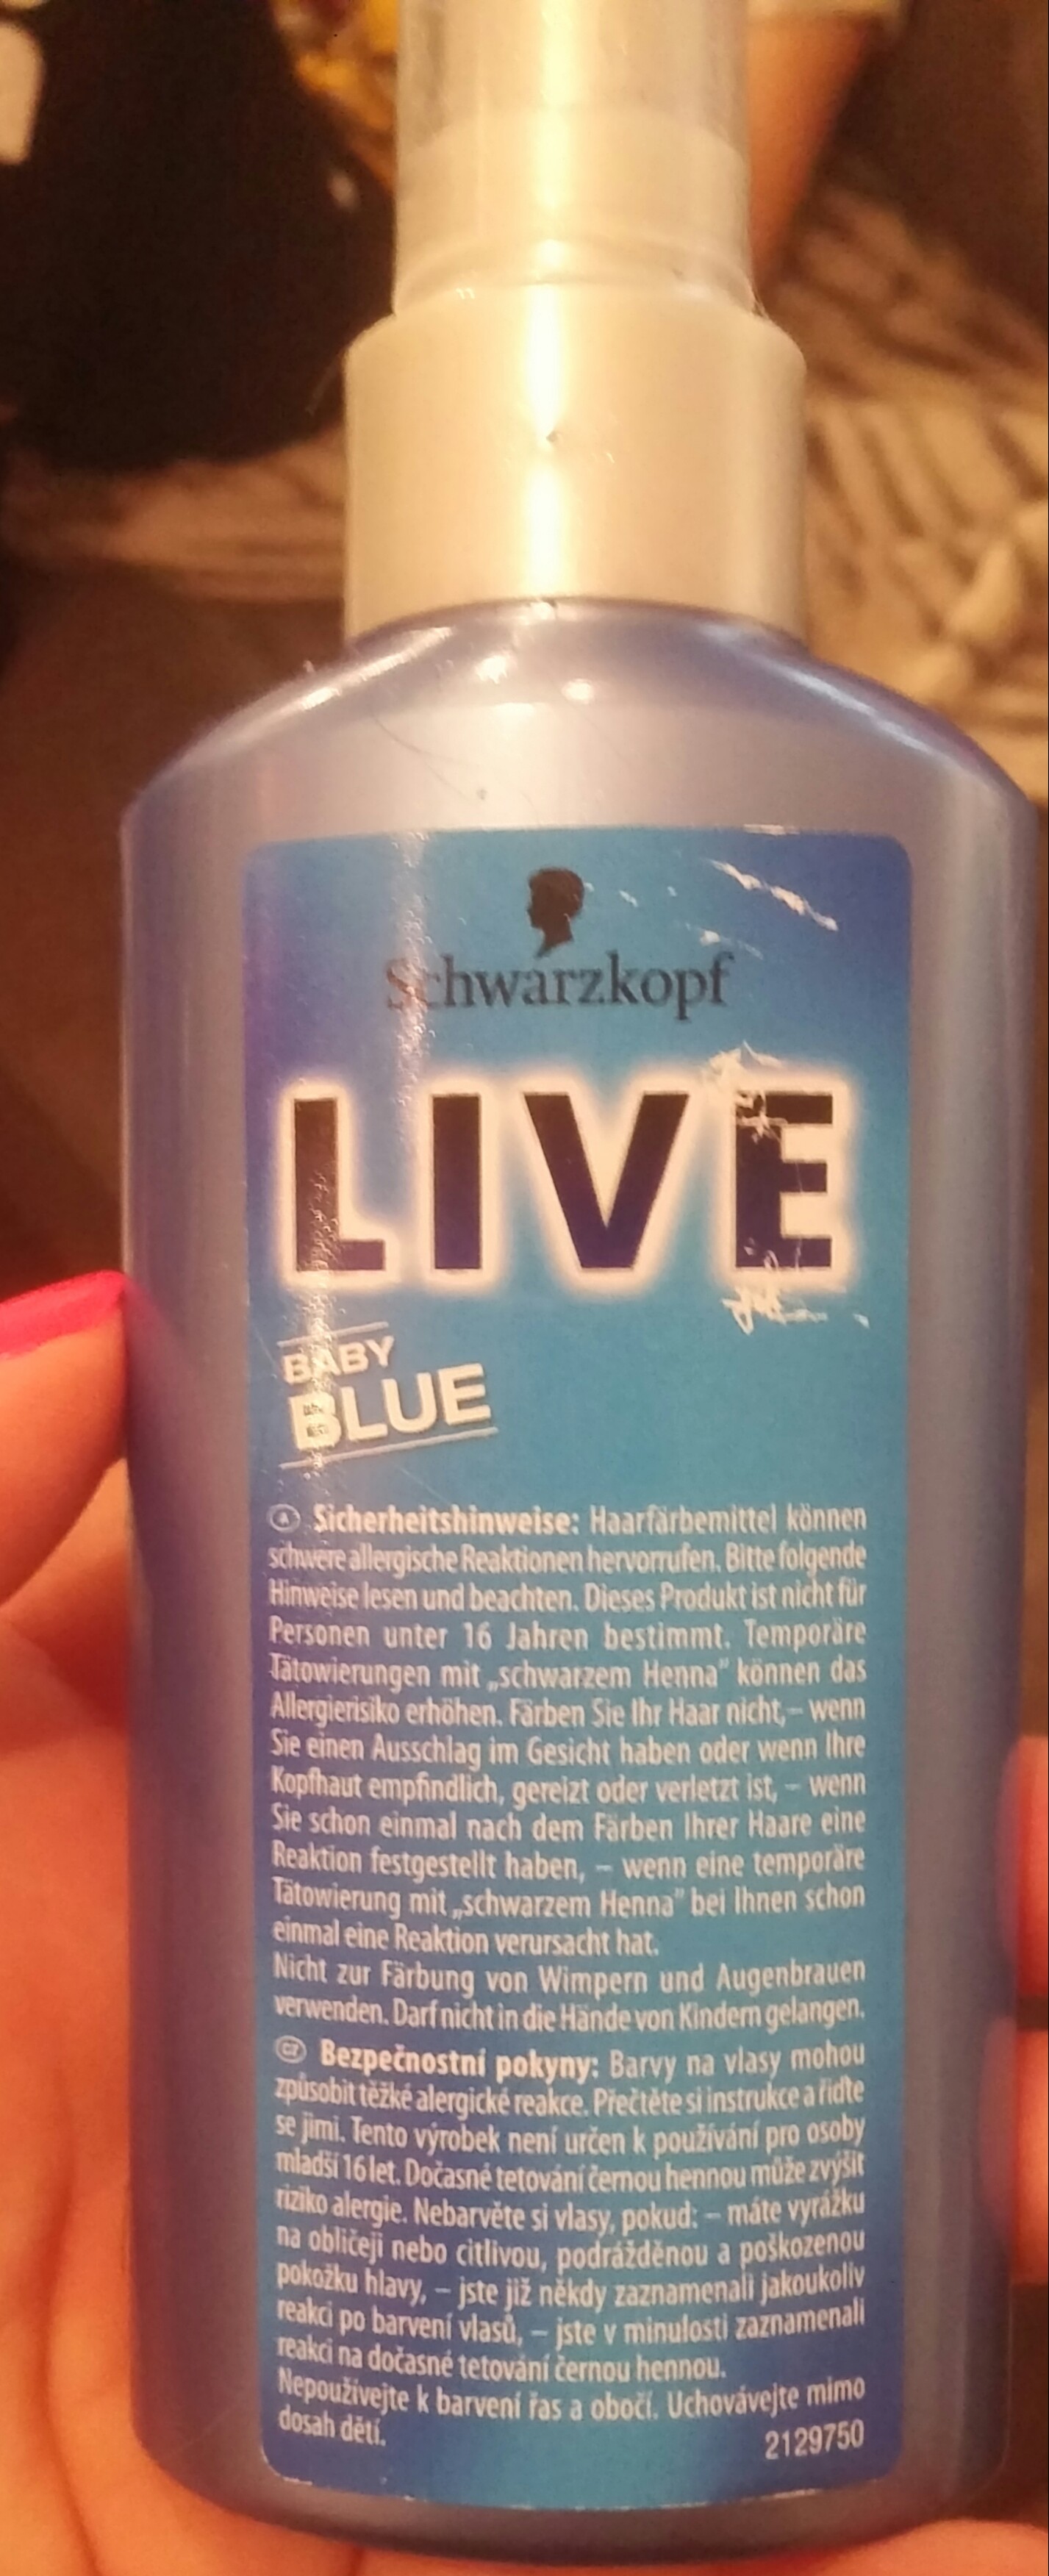 Schwarzkopf
LIVE
BABY
BLUE
A Sicherheitshinweise: Haarfärbemittel können
schwere allergische Reaktionen hervorrufen. Bitte folgende
Hinweise lesen und beachten. Dieses Produkt ist nicht für
Personen unter 16 Jahren bestimmt. Temporäre
Tätowierungen mit „schwarzem Henna" können das
Allergierisiko erhöhen. Färben Sie Ihr Haar nicht,– wenn
Sie einen Ausschlag im Gesicht haben oder wenn Ihre
Kopfhaut empfindlich, gereizt oder verletzt ist, – wenn
Sie schon einmal nach dem Färben Ihrer Haare eine
Reaktion festgestellt haben, – wenn eine temporäre
Tätowierung mit „schwarzem Henna" bei Ihnen schon
einmal eine Reaktion verursacht hat.
Nicht zur Färbung von Wimpern und Augenbrauen
verwenden. Darf nicht in die Hände von Kindern gelangen.
CZ Bezpečnostní pokyny: Barvy na vlasy mohou
způsobit těžké alergické reakce. Přečtěte si instrukce a řiďte
se jimi. Tento výrobek není určen k používání pro osoby
mladší 16 let. Dočasné tetování černou hennou může zvýšit
riziko alergie. Nebarvěte si vlasy, pokud: – máte vyrážku
na obličeji nebo citlivou, podrážděnou a poškozenou
pokožku hlavy, – jste již někdy zaznamenali jakoukoliv
reakci po barvení vlasů, – jste v minulosti zaznamenali
reakci na dočasné tetování černou hennou.
Nepoužívejte k barvení řas a obočí. Uchovávejte mimo
dosah dětí.
2129750